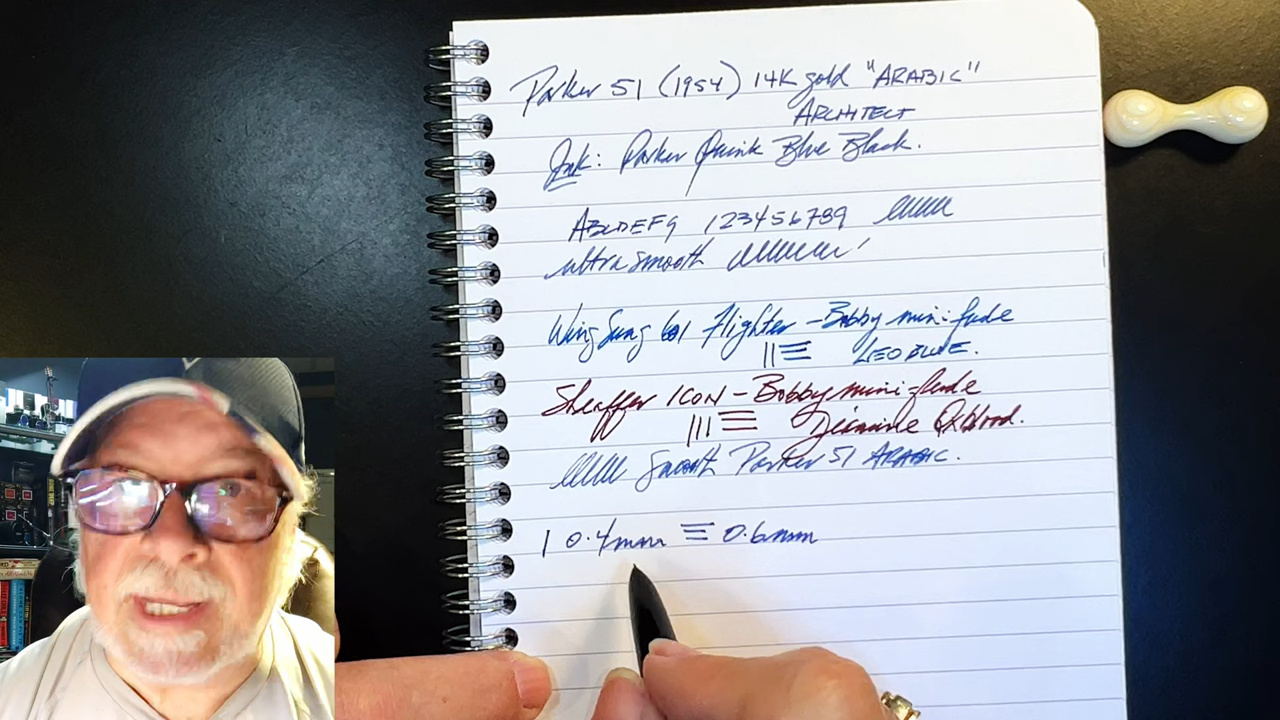 Parker 51 (1954) 14K gold "ARABIC"
ARCHITECT
Ink: Parker Quink Blue Black.
ABCDEFG 123456789
ultra smooth
Wing Sung 601 Flighter - Bobby mini-fude
LEO BLUE.
Sheaffer ICON - Bobby mini-fude
Diamine Oxblood.
Smooth Parker 51 ARABIC.
| 0.4mm ≡ 0.6mm